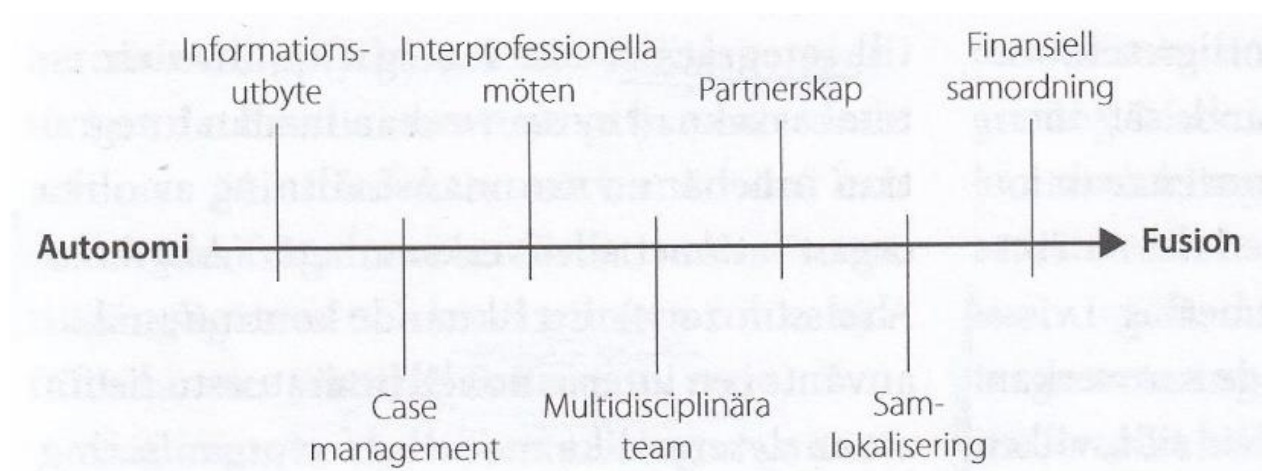 Informations-
utbyte
Interprofessionella
möten
Partnerskap
Finansiell
samordning
Autonomi
Fusion
Case
management
Multidisciplinära
team
Sam-
lokalisering